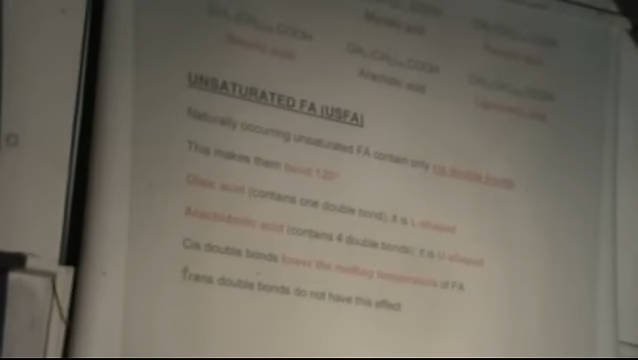 Arachidic acid
UNSATURATED FA (USFA)
Naturally occurring unsaturated FA contain only cis double bonds
This makes them bend 120°
Oleic acid (contains one double bond), it is L-shaped
Arachidonic acid (contains 4 double bonds), it is U-shaped
Cis double bonds lower the melting temperature of FA
Trans double bonds do not have this effect